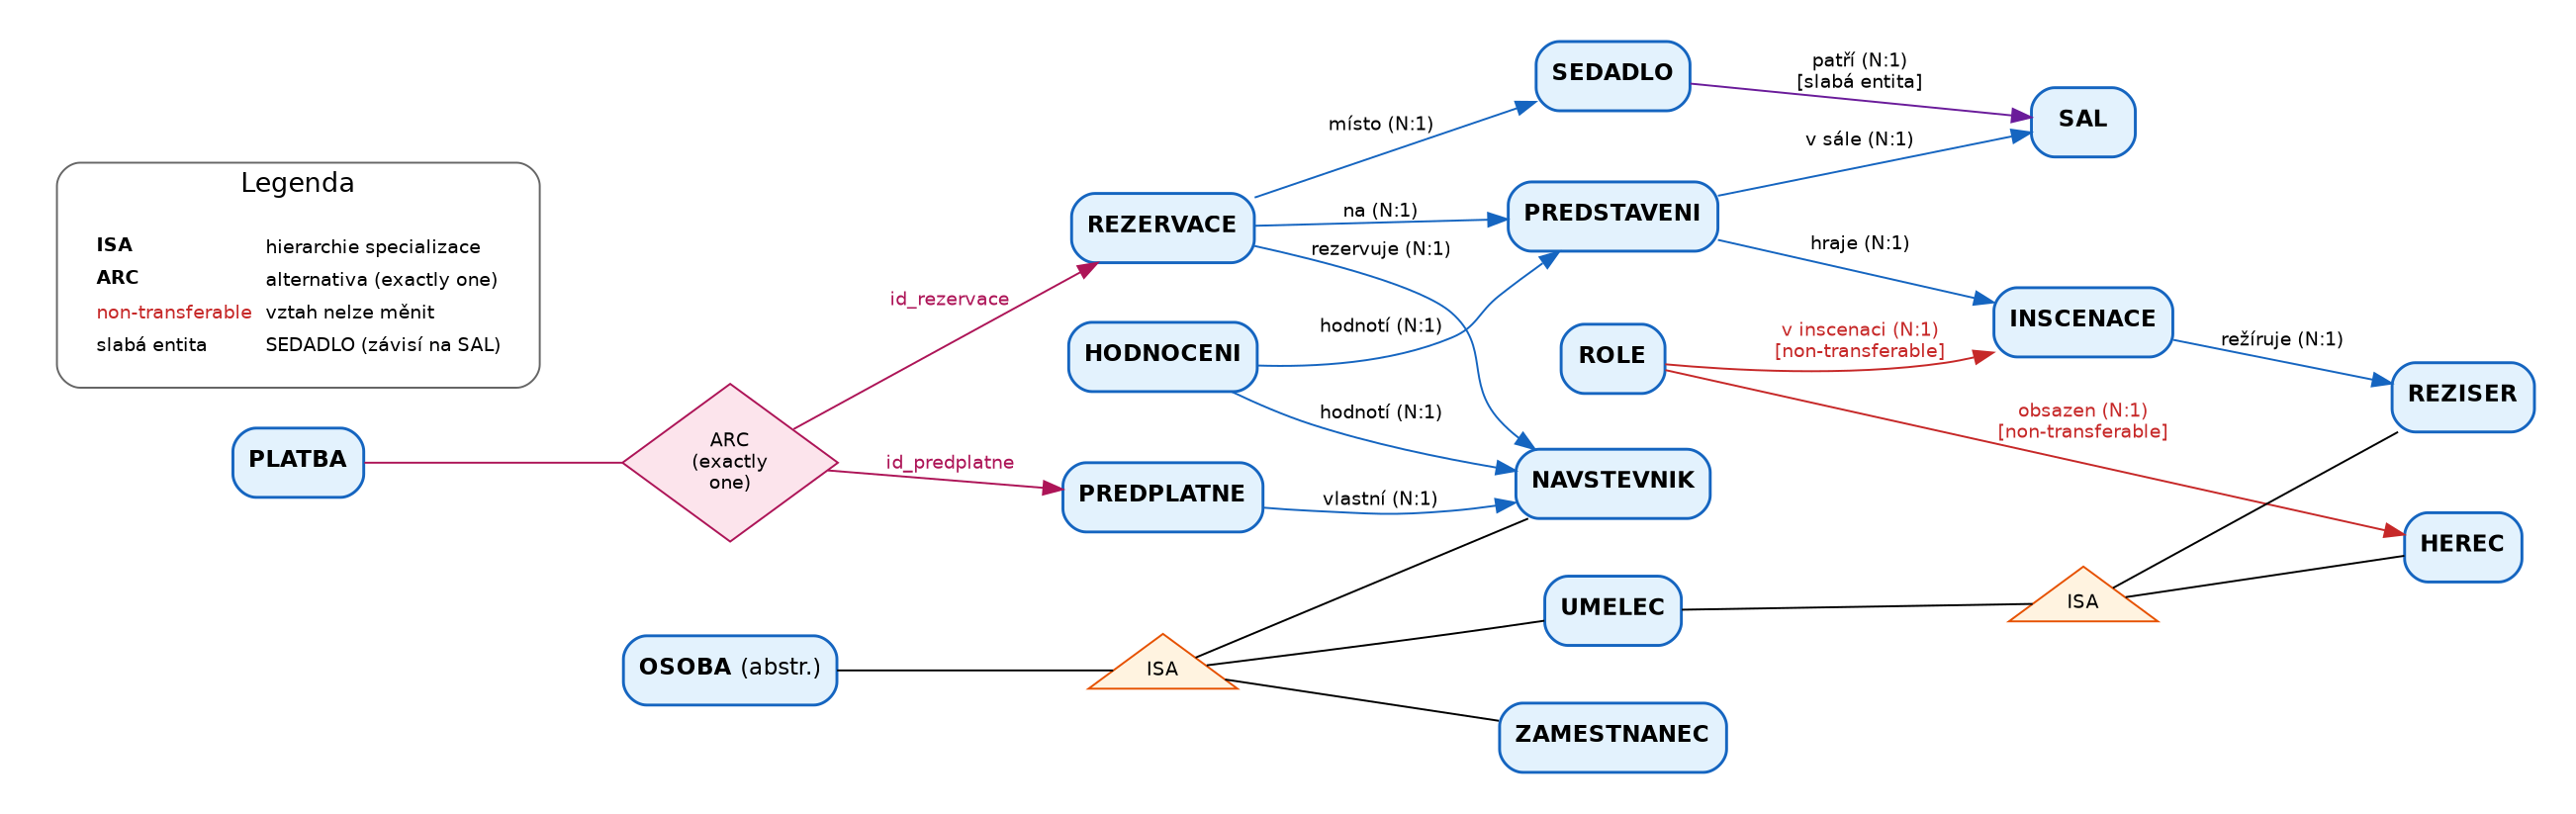 Legenda
ISA hierarchie specializace
ARC alternativa (exactly one)
non-transferable vztah nelze měnit
slabá entita SEDADLO (závisí na SAL)
PLATBA
ARC
(exactly
one)
id_rezervace
id_predplatne
REZERVACE
HODNOCENI
PREDPLATNE
místo (N:1)
na (N:1)
rezervuje (N:1)
hodnotí (N:1)
hodnotí (N:1)
vlastní (N:1)
SEDADLO
PREDSTAVENI
ROLE
NAVSTEVNIK
patří (N:1)
[slabá entita]
v sále (N:1)
hraje (N:1)
v inscenaci (N:1)
[non-transferable]
obsazen (N:1)
[non-transferable]
SAL
INSCENACE
režíruje (N:1)
REZISER
HEREC
OSOBA (abstr.)
ISA
UMELEC
ZAMESTNANEC
ISA